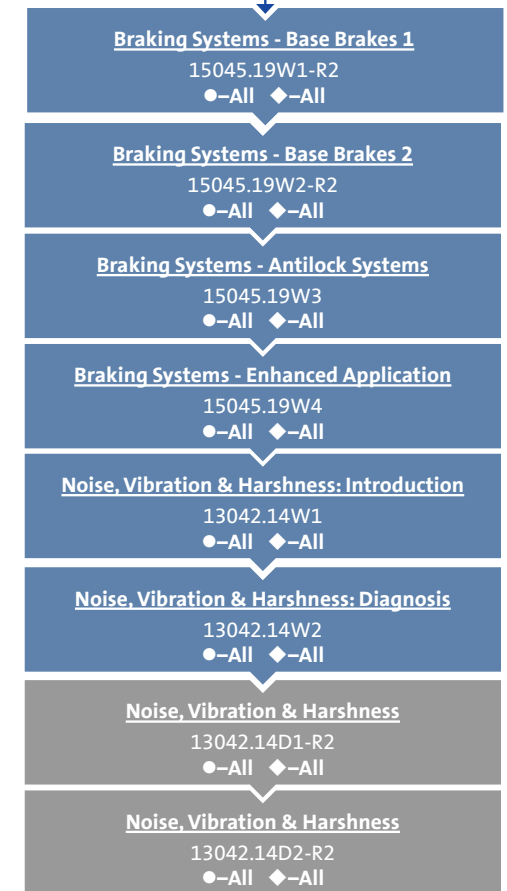 Braking Systems - Base Brakes 1
15045.19W1-R2
●–All ◆–All
Braking Systems - Base Brakes 2
15045.19W2-R2
●–All ◆–All
Braking Systems - Antilock Systems
15045.19W3
●–All ◆–All
Braking Systems - Enhanced Application
15045.19W4
●–All ◆–All
Noise, Vibration & Harshness: Introduction
13042.14W1
●–All ◆–All
Noise, Vibration & Harshness: Diagnosis
13042.14W2
●–All ◆–All
Noise, Vibration & Harshness
13042.14D1-R2
●–All ◆–All
Noise, Vibration & Harshness
13042.14D2-R2
●–All ◆–All